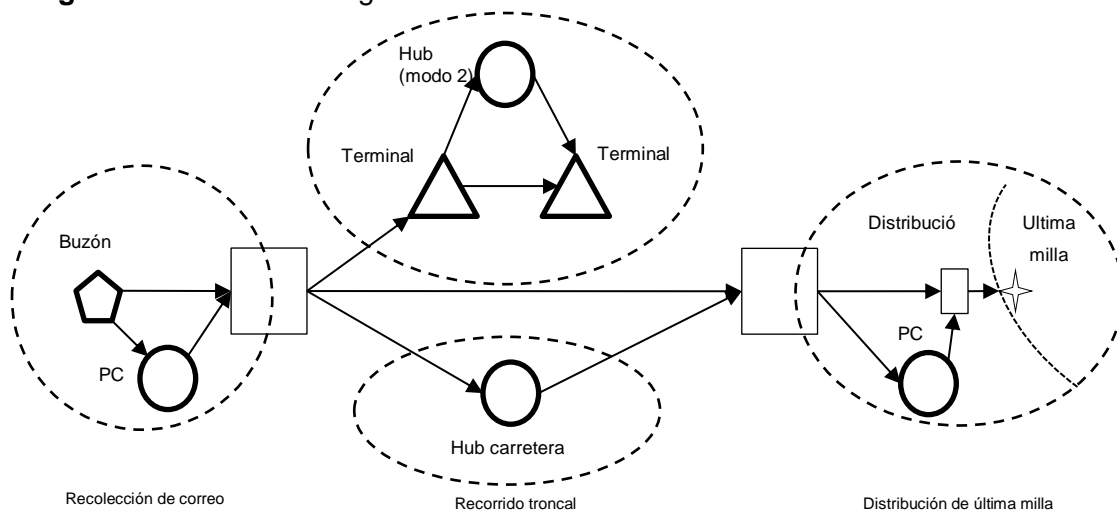 Hub
(modo 2)
Terminal
Terminal
Buzón
PC
Distribució
Ultima
milla
PC
Hub carretera
Recolección de correo
Recorrido troncal
Distribución de última milla